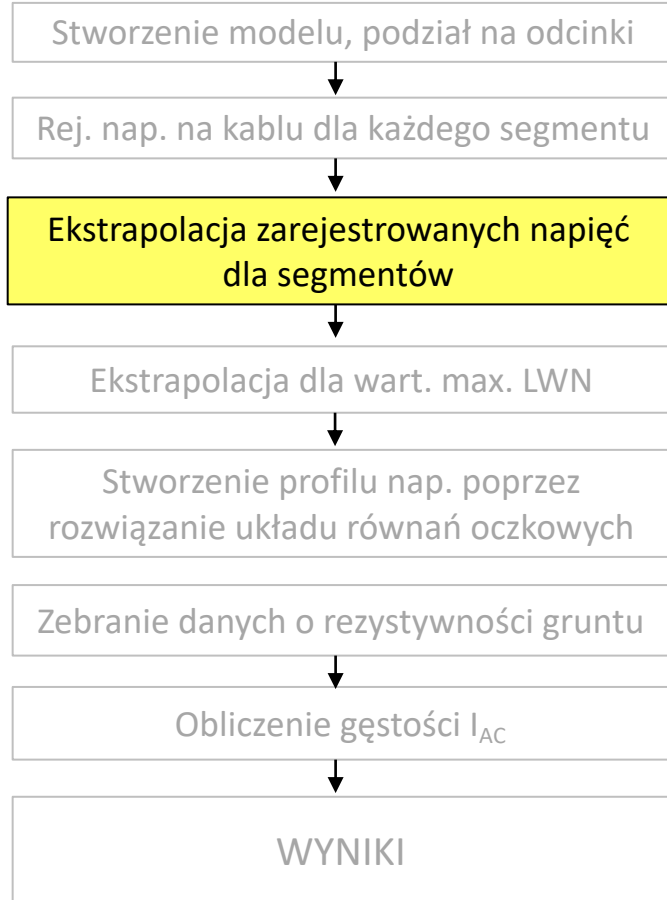 Stworzenie modelu, podział na odcinki
Rej. nap. na kablu dla każdego segmentu
Ekstrapolacja zarejestrowanych napięć
dla segmentów
Ekstrapolacja dla wart. max. LWN
Stworzenie profilu nap. poprzez
rozwiązanie układu równań oczkowych
Zebranie danych o rezystywności gruntu
Obliczenie gęstości I_AC
WYNIKI